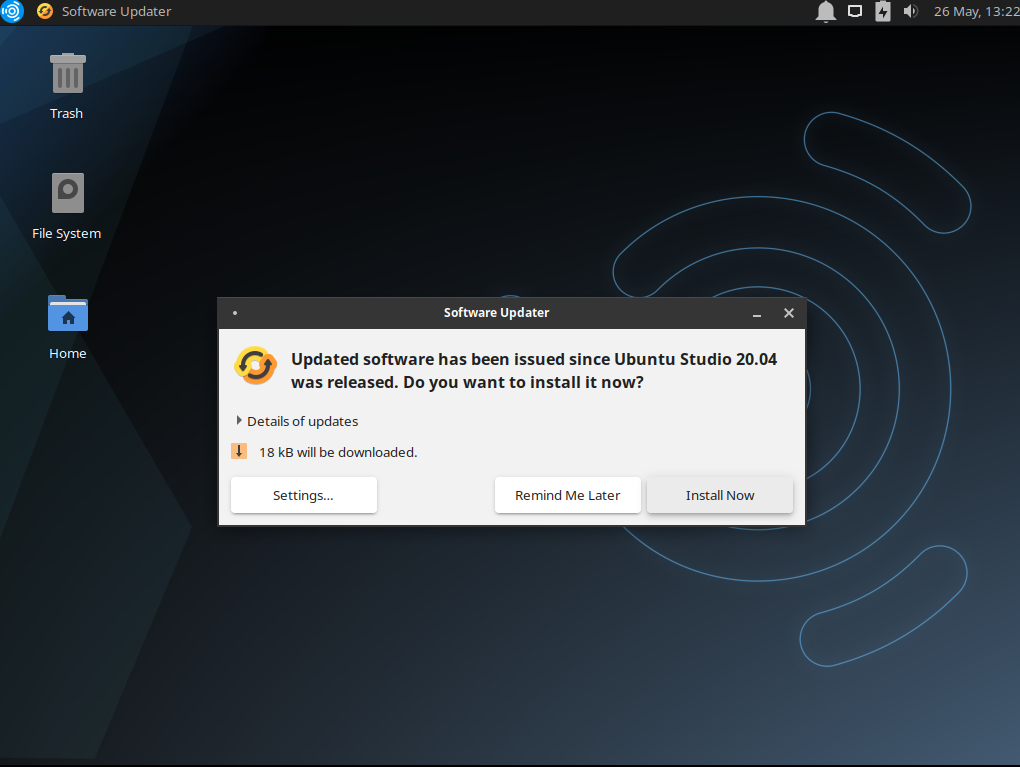 Software Updater
26 May, 13:22
Trash
File System
Home
Software Updater
Updated software has been issued since Ubuntu Studio 20.04
was released. Do you want to install it now?
Details of updates
18 kB will be downloaded.
Settings...
Remind Me Later
Install Now